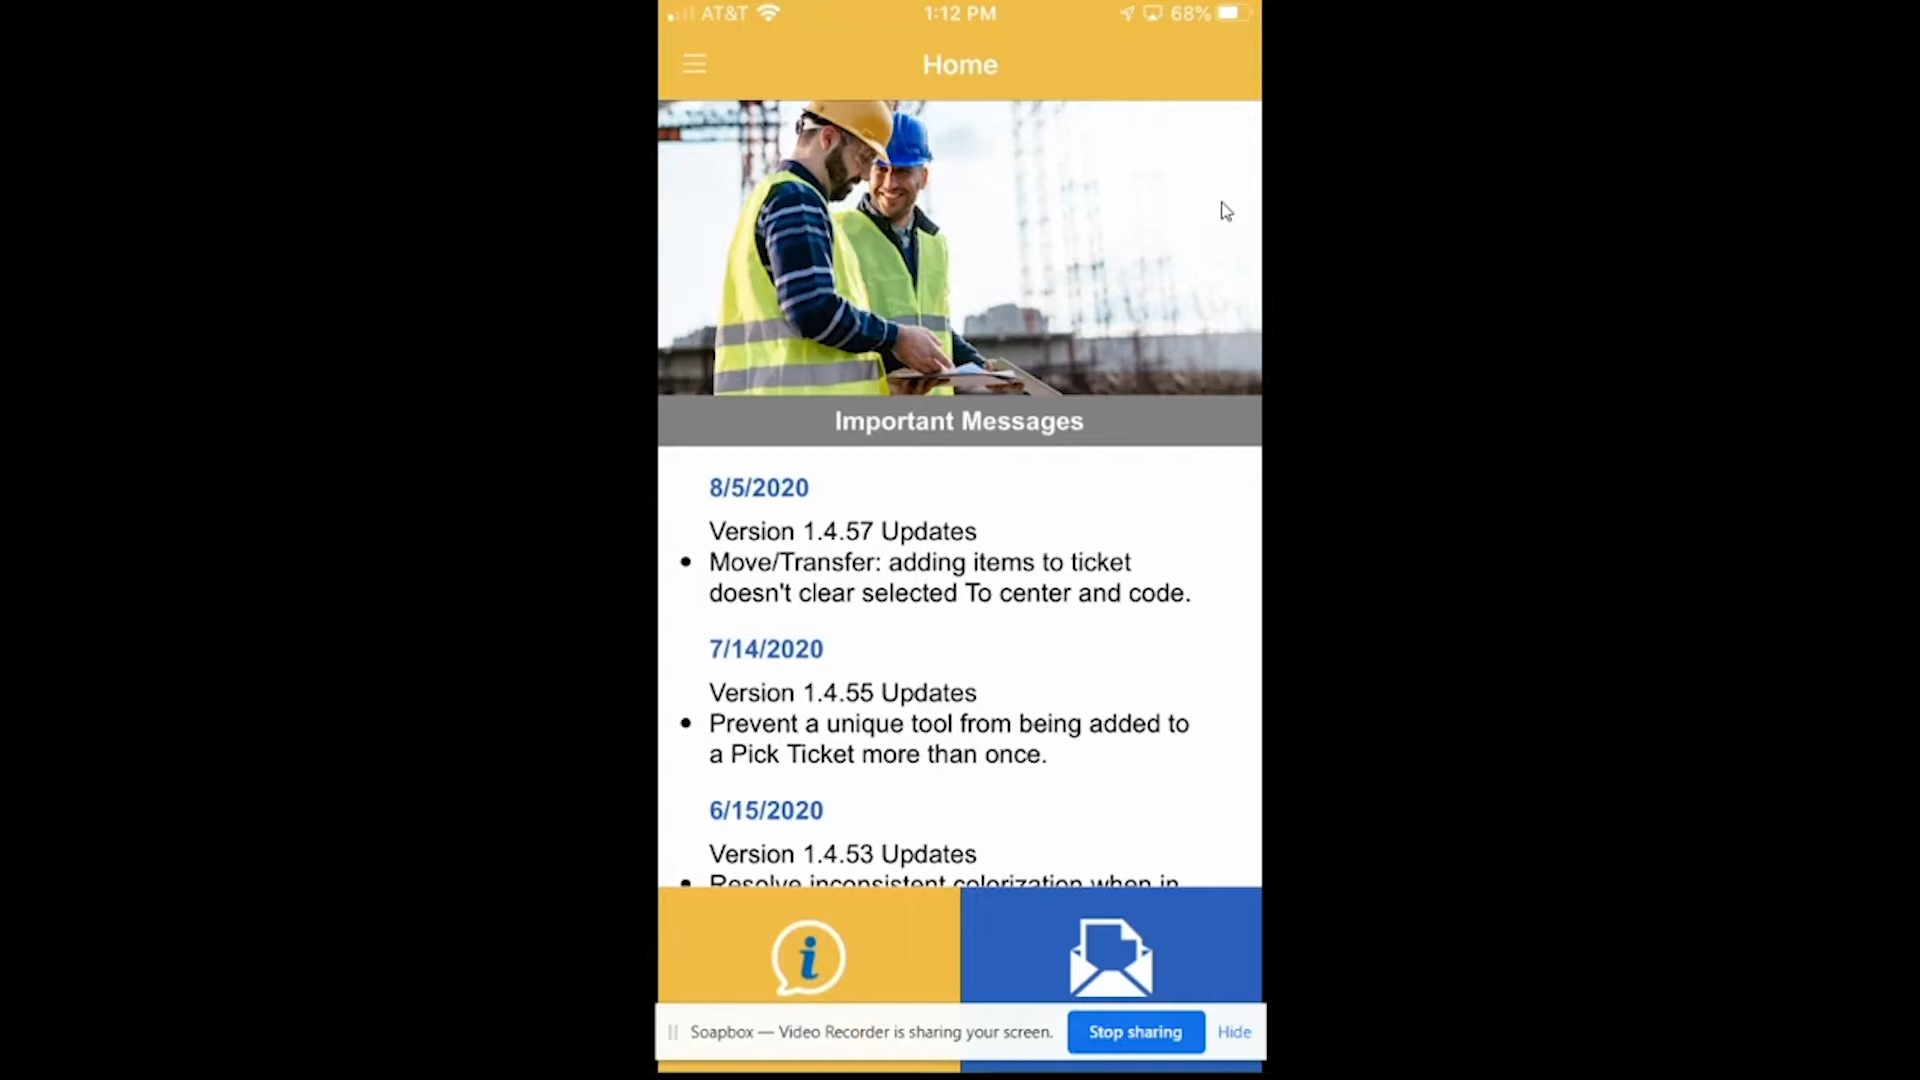 AT&T 1:12 PM 68%
Home
Important Messages
8/5/2020
Version 1.4.57 Updates
• Move/Transfer: adding items to ticket
doesn't clear selected To center and code.
7/14/2020
Version 1.4.55 Updates
• Prevent a unique tool from being added to
a Pick Ticket more than once.
6/15/2020
Version 1.4.53 Updates
• Resolve inconsistent colorization when in
i
Soapbox — Video Recorder is sharing your screen. Stop sharing Hide